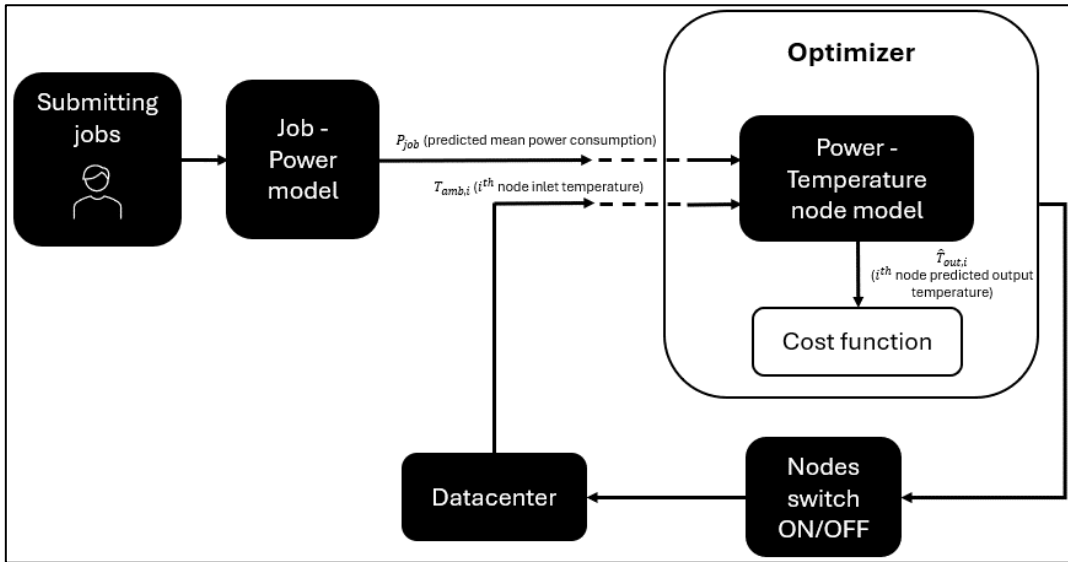 Optimizer
Submitting
jobs
Job -
Power
model
P_job (predicted mean power consumption)
T_amb,i (i^th node inlet temperature)
Power -
Temperature
node model
T̂_out,i
(i^th node predicted output
temperature)
Cost function
Datacenter
Nodes
switch
ON/OFF